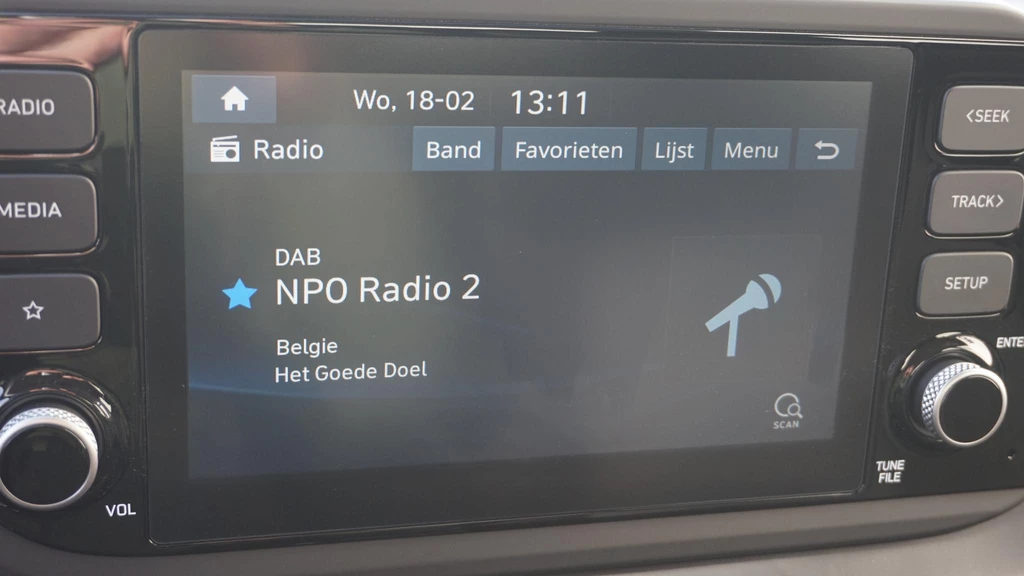 RADIO
MEDIA
VOL
Wo, 18-02 13:11
Radio Band Favorieten Lijst Menu
DAB
NPO Radio 2
Belgie
Het Goede Doel
SCAN
<SEEK
TRACK>
SETUP
ENTE
TUNE
FILE